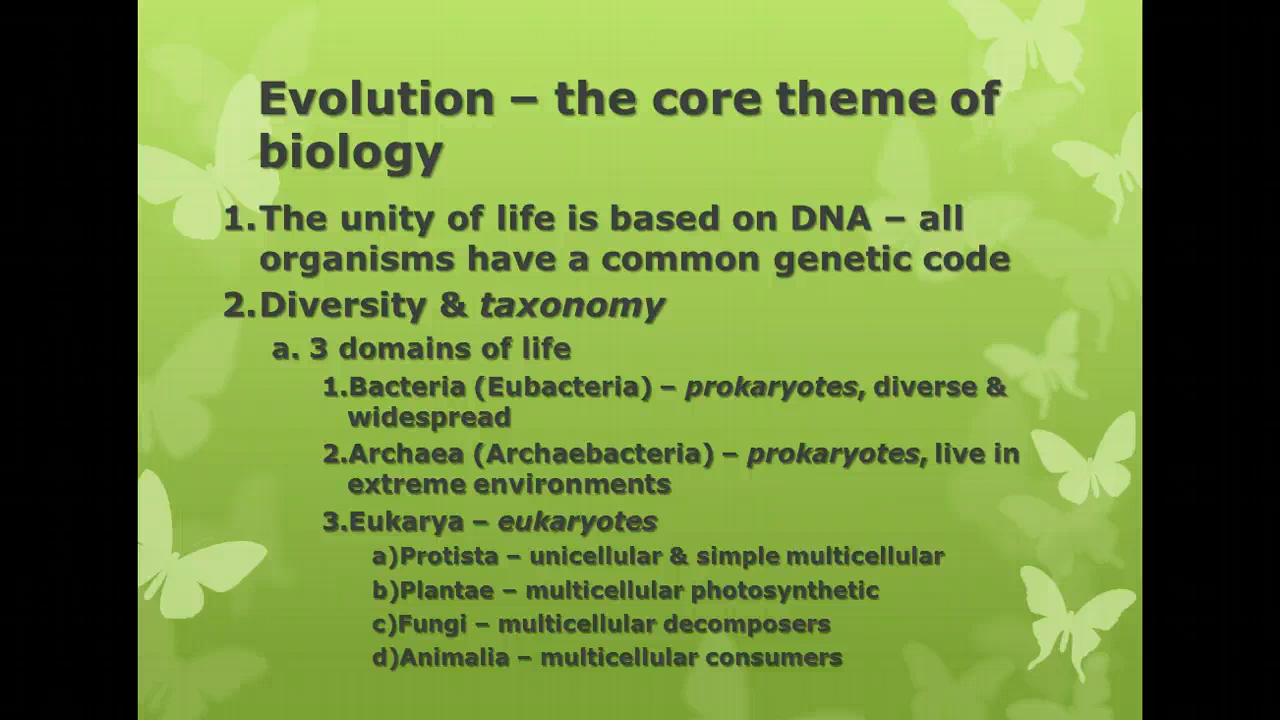 Evolution – the core theme of
biology
1.The unity of life is based on DNA – all
organisms have a common genetic code
2.Diversity & taxonomy
a. 3 domains of life
1.Bacteria (Eubacteria) – prokaryotes, diverse &
widespread
2.Archaea (Archaebacteria) – prokaryotes, live in
extreme environments
3.Eukarya – eukaryotes
a)Protista – unicellular & simple multicellular
b)Plantae – multicellular photosynthetic
c)Fungi – multicellular decomposers
d)Animalia – multicellular consumers